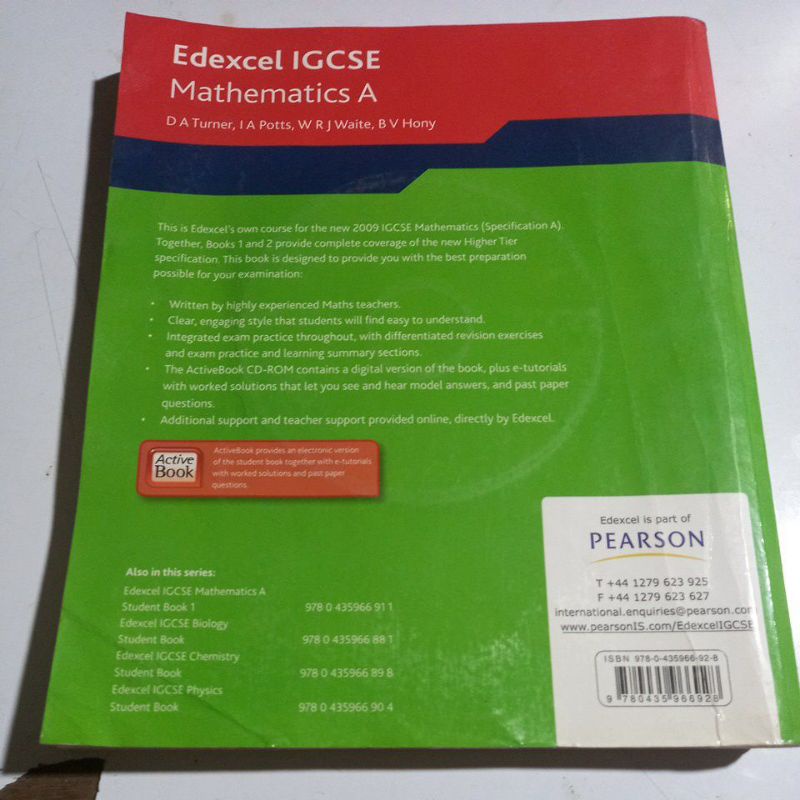 Edexcel IGCSE
Mathematics A
D A Turner, I A Potts, W R J Waite, B V Hony
This is Edexcel's own course for the new 2009 IGCSE Mathematics (Specification A).
Together, Books 1 and 2 provide complete coverage of the new Higher Tier
specification. This book is designed to provide you with the best preparation
possible for your examination:
• Written by highly experienced Maths teachers.
• Clear, engaging style that students will find easy to understand.
• Integrated exam practice throughout, with differentiated revision exercises
and exam practice and learning summary sections.
• The ActiveBook CD-ROM contains a digital version of the book, plus e-tutorials
with worked solutions that let you see and hear model answers, and past paper
questions.
• Additional support and teacher support provided online, directly by Edexcel.
Active
Book
ActiveBook provides an electronic version
of the student book together with e-tutorials
with worked solutions and past paper
questions.
Also in this series:
Edexcel IGCSE Mathematics A
Student Book 1 978 0 435966 91 1
Edexcel IGCSE Biology
Student Book 978 0 435966 88 1
Edexcel IGCSE Chemistry
Student Book 978 0 435966 89 8
Edexcel IGCSE Physics
Student Book 978 0 435966 90 4
Edexcel is part of
PEARSON
T +44 1279 623 925
F +44 1279 623 627
international.enquiries@pearson.com
www.pearsonIS.com/EdexcelIGCSE
ISBN 978-0-435966-92-8
9 780435 966928